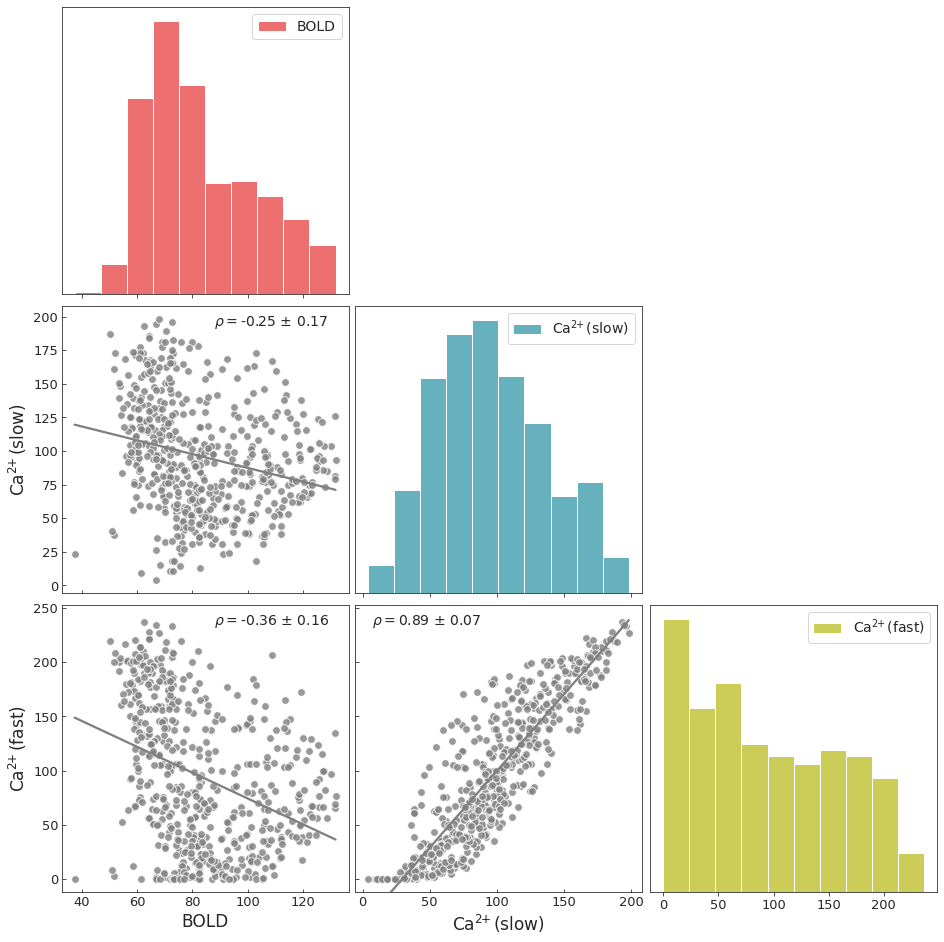 BOLD
200
175
150
125
100
75
50
25
0
Ca²⁺ (slow)
ρ = -0.25 ± 0.17
Ca²⁺ (slow)
250
200
150
100
50
0
Ca²⁺ (fast)
ρ = -0.36 ± 0.16
ρ = 0.89 ± 0.07
Ca²⁺ (fast)
40 60 80 100 120
BOLD
0 50 100 150 200
Ca²⁺ (slow)
0 50 100 150 200